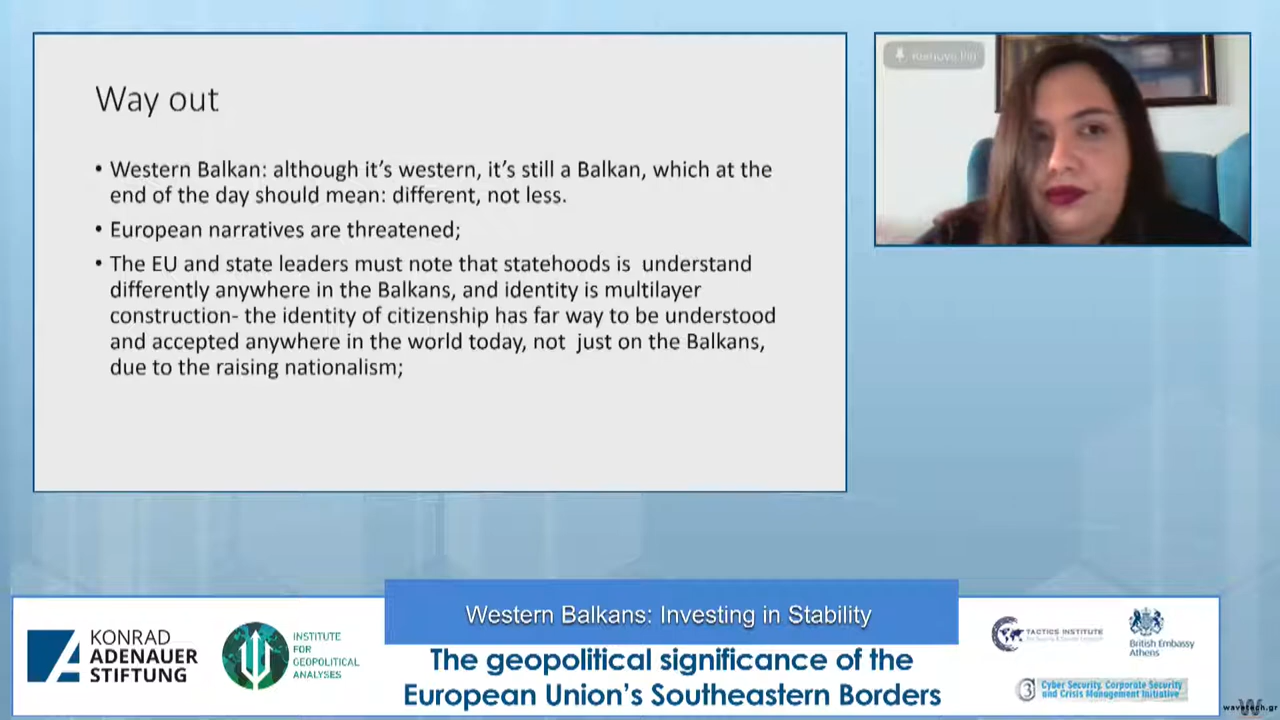 Way out
• Western Balkan: although it's western, it's still a Balkan, which at the
end of the day should mean: different, not less.
• European narratives are threatened;
• The EU and state leaders must note that statehoods is understand
differently anywhere in the Balkans, and identity is multilayer
construction- the identity of citizenship has far way to be understood
and accepted anywhere in the world today, not just on the Balkans,
due to the raising nationalism;
Remove Pin
Western Balkans: Investing in Stability
The geopolitical significance of the
European Union's Southeastern Borders
KONRAD
ADENAUER
STIFTUNG
INSTITUTE
FOR
GEOPOLITICAL
ANALYSES
TACTICS INSTITUTE
British Embassy
Athens
3 Cyber Security, Corporate Security
and Crisis Management Initiative
wavetech.gr